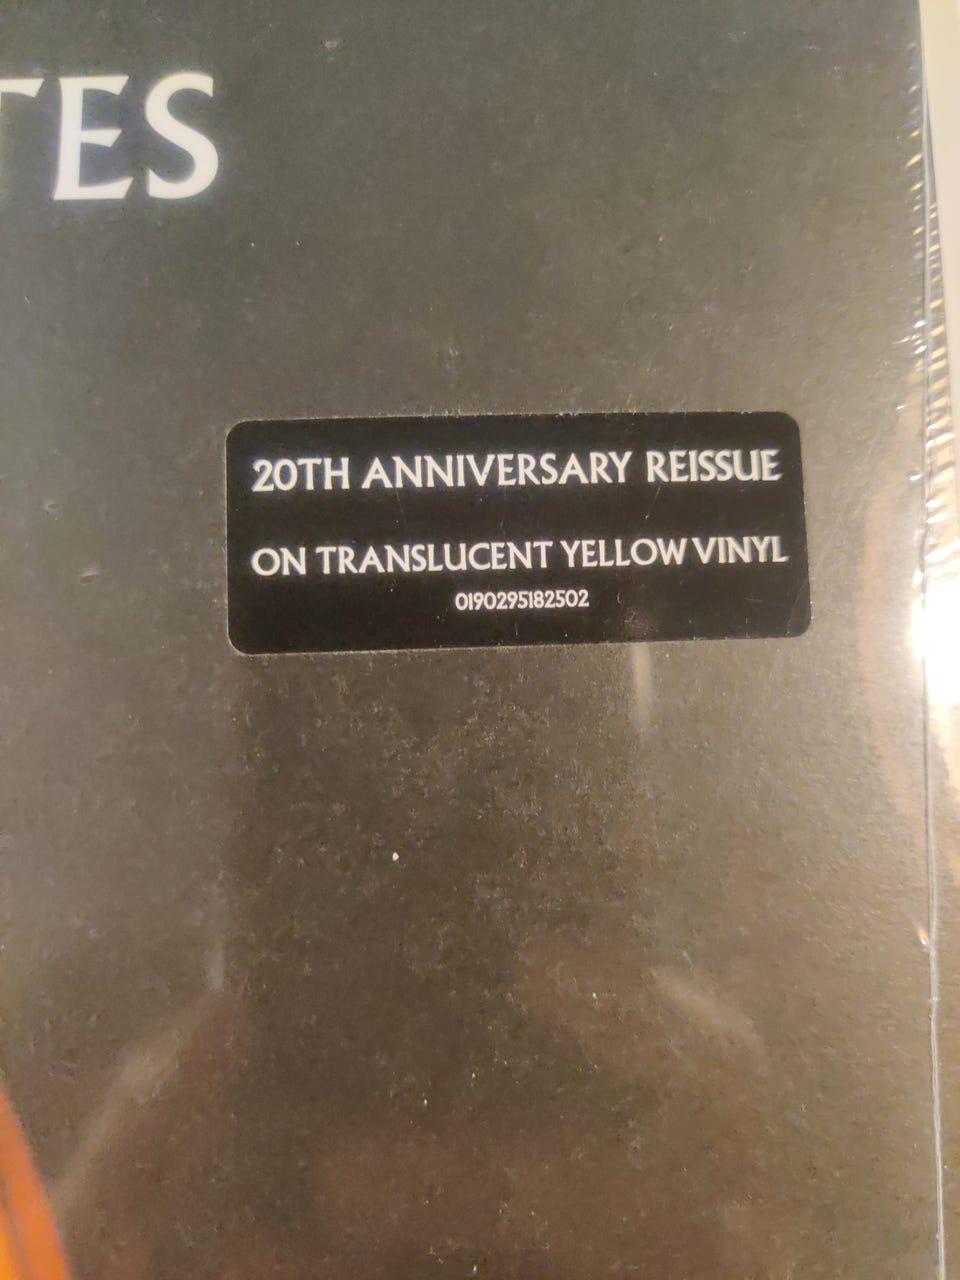 TES
20TH ANNIVERSARY REISSUE
ON TRANSLUCENT YELLOW VINYL
0190295182502